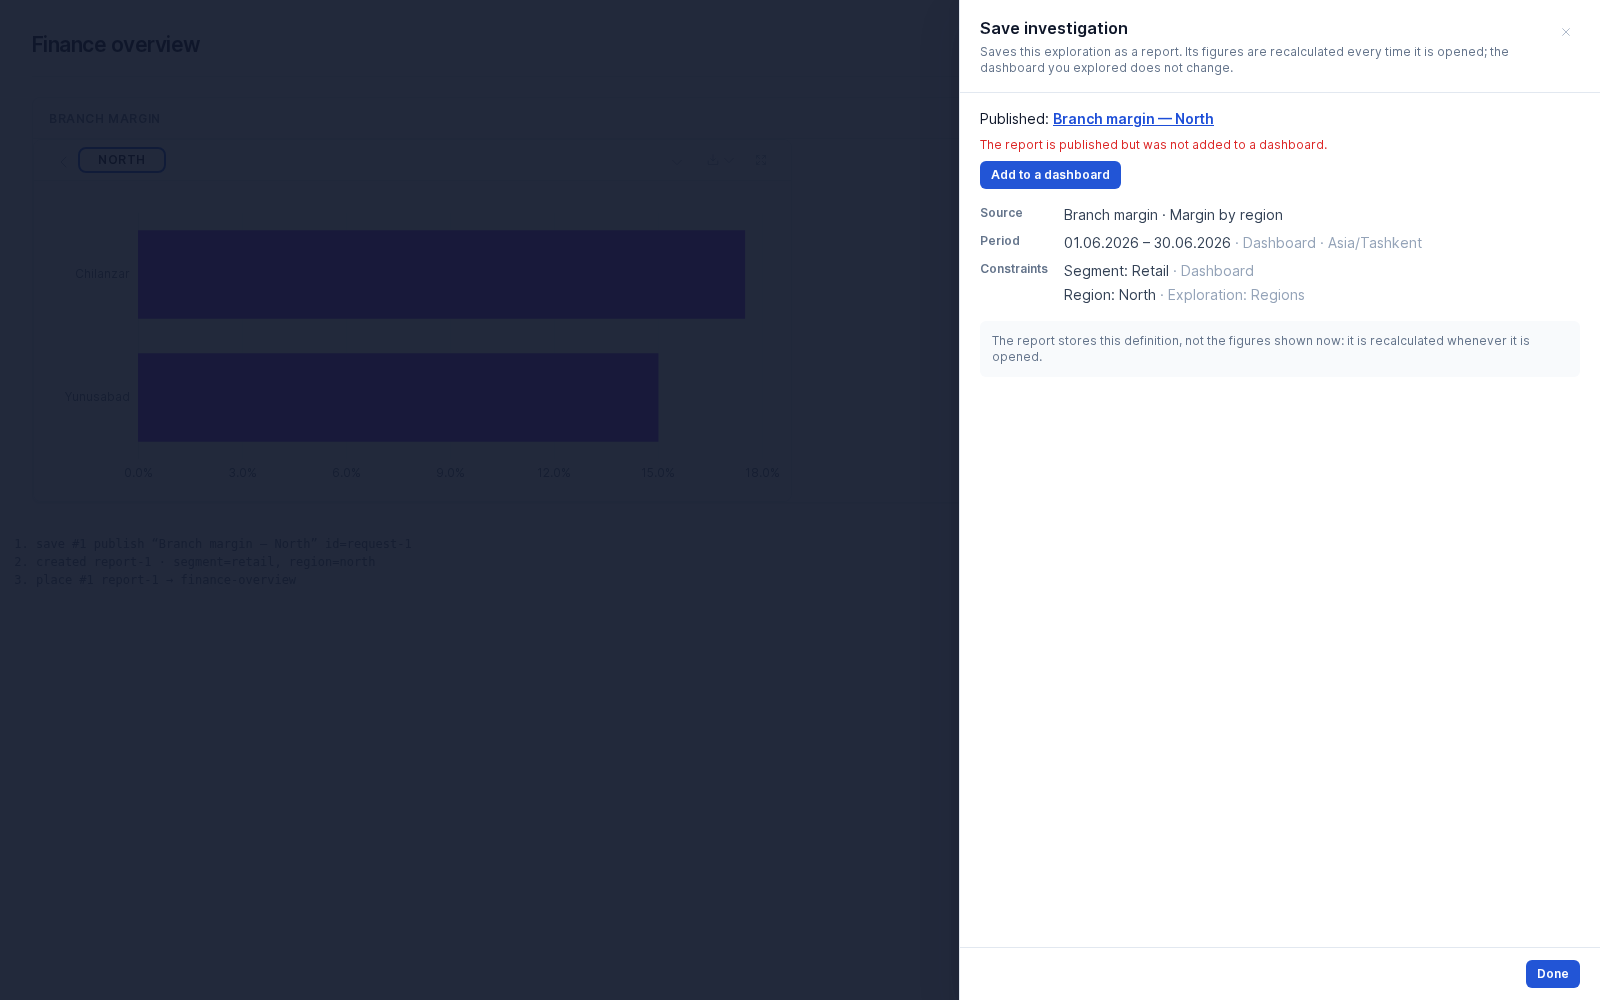 Finance overview
BRANCH MARGIN
NORTH
Chilanzar
Yunusabad
0.0% 3.0% 6.0% 9.0% 12.0% 15.0% 18.0%
1. save #1 publish "Branch margin — North" id=request-1
2. created report-1 · segment=retail, region=north
3. place #1 report-1 → finance-overview
Save investigation
Saves this exploration as a report. Its figures are recalculated every time it is opened; the
dashboard you explored does not change.
Published: Branch margin — North
The report is published but was not added to a dashboard.
Add to a dashboard
Source Branch margin · Margin by region
Period 01.06.2026 – 30.06.2026 · Dashboard · Asia/Tashkent
Constraints Segment: Retail · Dashboard
Region: North · Exploration: Regions
The report stores this definition, not the figures shown now: it is recalculated whenever it is
opened.
Done